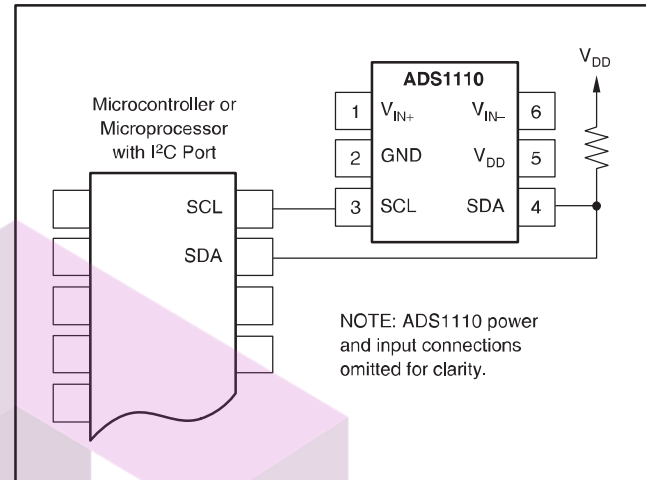 V_DD
ADS1110
Microcontroller or
Microprocessor
with I²C Port
1 V_IN+ V_IN– 6
2 GND V_DD 5
3 SCL SDA 4
SCL
SDA
NOTE: ADS1110 power
and input connections
omitted for clarity.